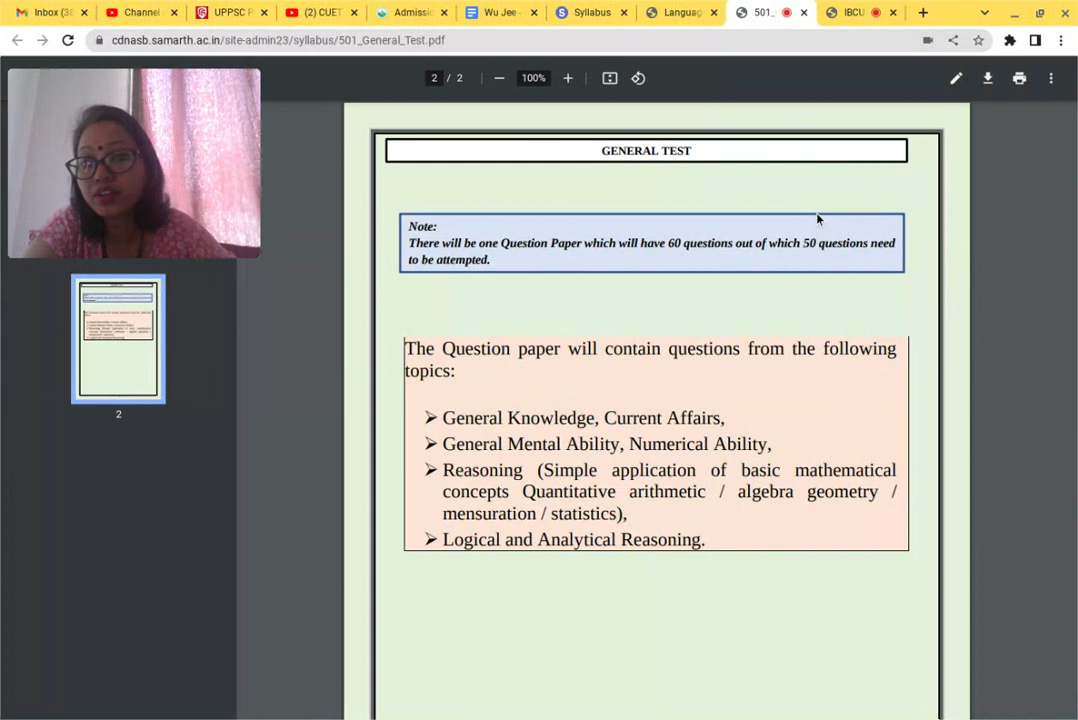 Inbox (38
Channel
UPPSC P
(2) CUET
Admissi
Wu Jee -
Syllabus
Languag
501_
IBCU
cdnasb.samarth.ac.in/site-admin23/syllabus/501_General_Test.pdf
2 / 2
100%
GENERAL TEST
Note:
There will be one Question Paper which will have 60 questions out of which 50 questions need
to be attempted.
The Question paper will contain questions from the following
topics:
General Knowledge, Current Affairs,
General Mental Ability, Numerical Ability,
Reasoning (Simple application of basic mathematical
concepts Quantitative arithmetic / algebra geometry /
mensuration / statistics),
Logical and Analytical Reasoning.
2